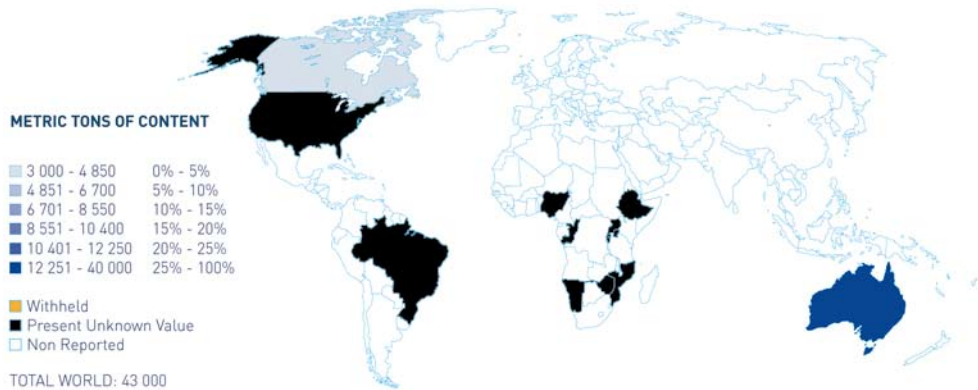 METRIC TONS OF CONTENT
3 000 - 4 850 0% - 5%
4 851 - 6 700 5% - 10%
6 701 - 8 550 10% - 15%
8 551 - 10 400 15% - 20%
10 401 - 12 250 20% - 25%
12 251 - 40 000 25% - 100%
Withheld
Present Unknown Value
Non Reported
TOTAL WORLD: 43 000